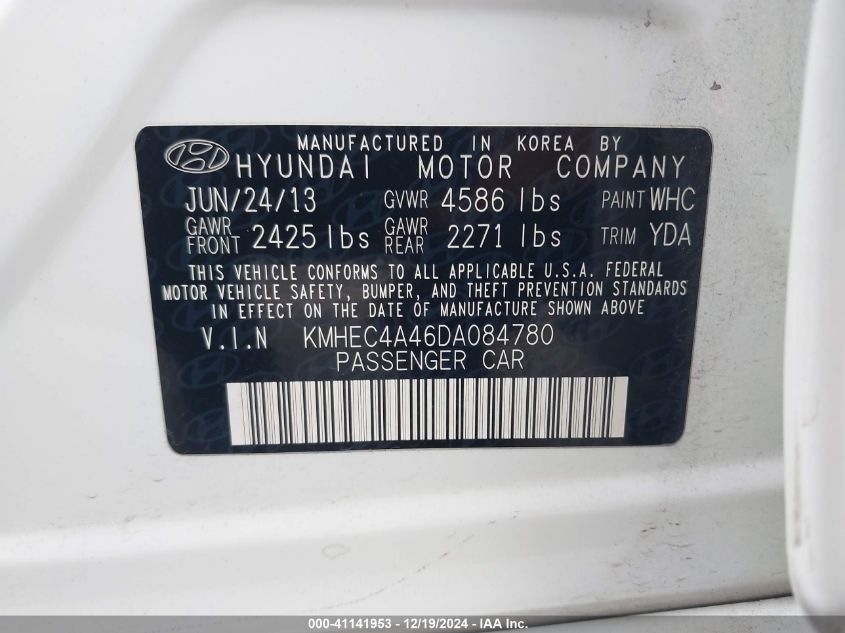 MANUFACTURED IN KOREA BY
HYUNDAI MOTOR COMPANY
JUN/24/13 GVWR 4586 lbs PAINT WHC
GAWR FRONT 2425 lbs GAWR REAR 2271 lbs TRIM YDA
THIS VEHICLE CONFORMS TO ALL APPLICABLE U.S.A. FEDERAL
MOTOR VEHICLE SAFETY, BUMPER, AND THEFT PREVENTION STANDARDS
IN EFFECT ON THE DATE OF MANUFACTURE SHOWN ABOVE
V.I.N KMHEC4A46DA084780
PASSENGER CAR
000-41141953 - 12/19/2024 - IAA Inc.